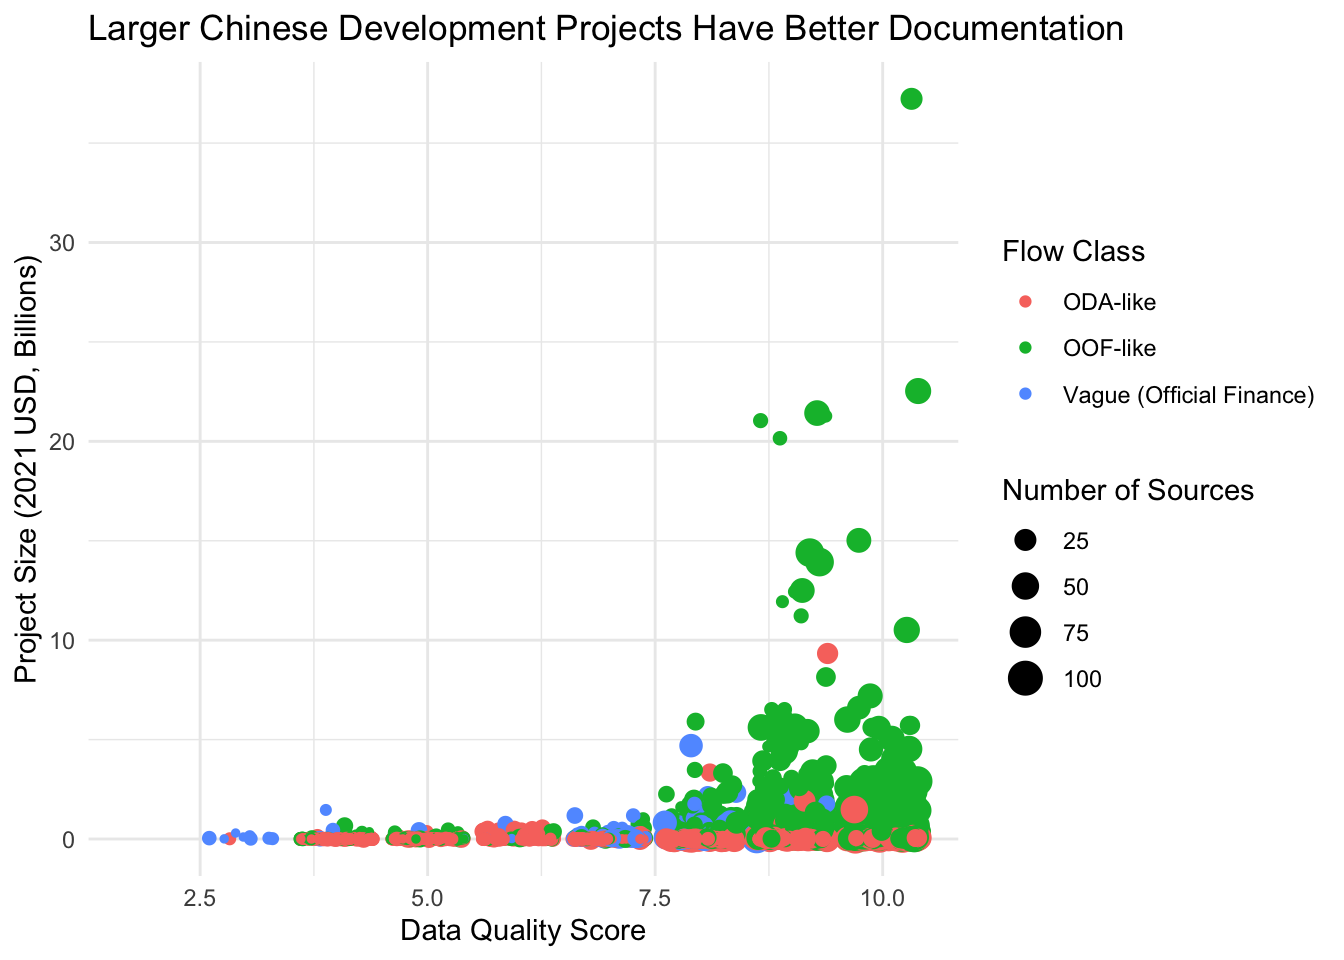 Larger Chinese Development Projects Have Better Documentation
Project Size (2021 USD, Billions)
30
20
10
0
2.5
5.0
7.5
10.0
Data Quality Score
Flow Class
ODA-like
OOF-like
Vague (Official Finance)
Number of Sources
25
50
75
100